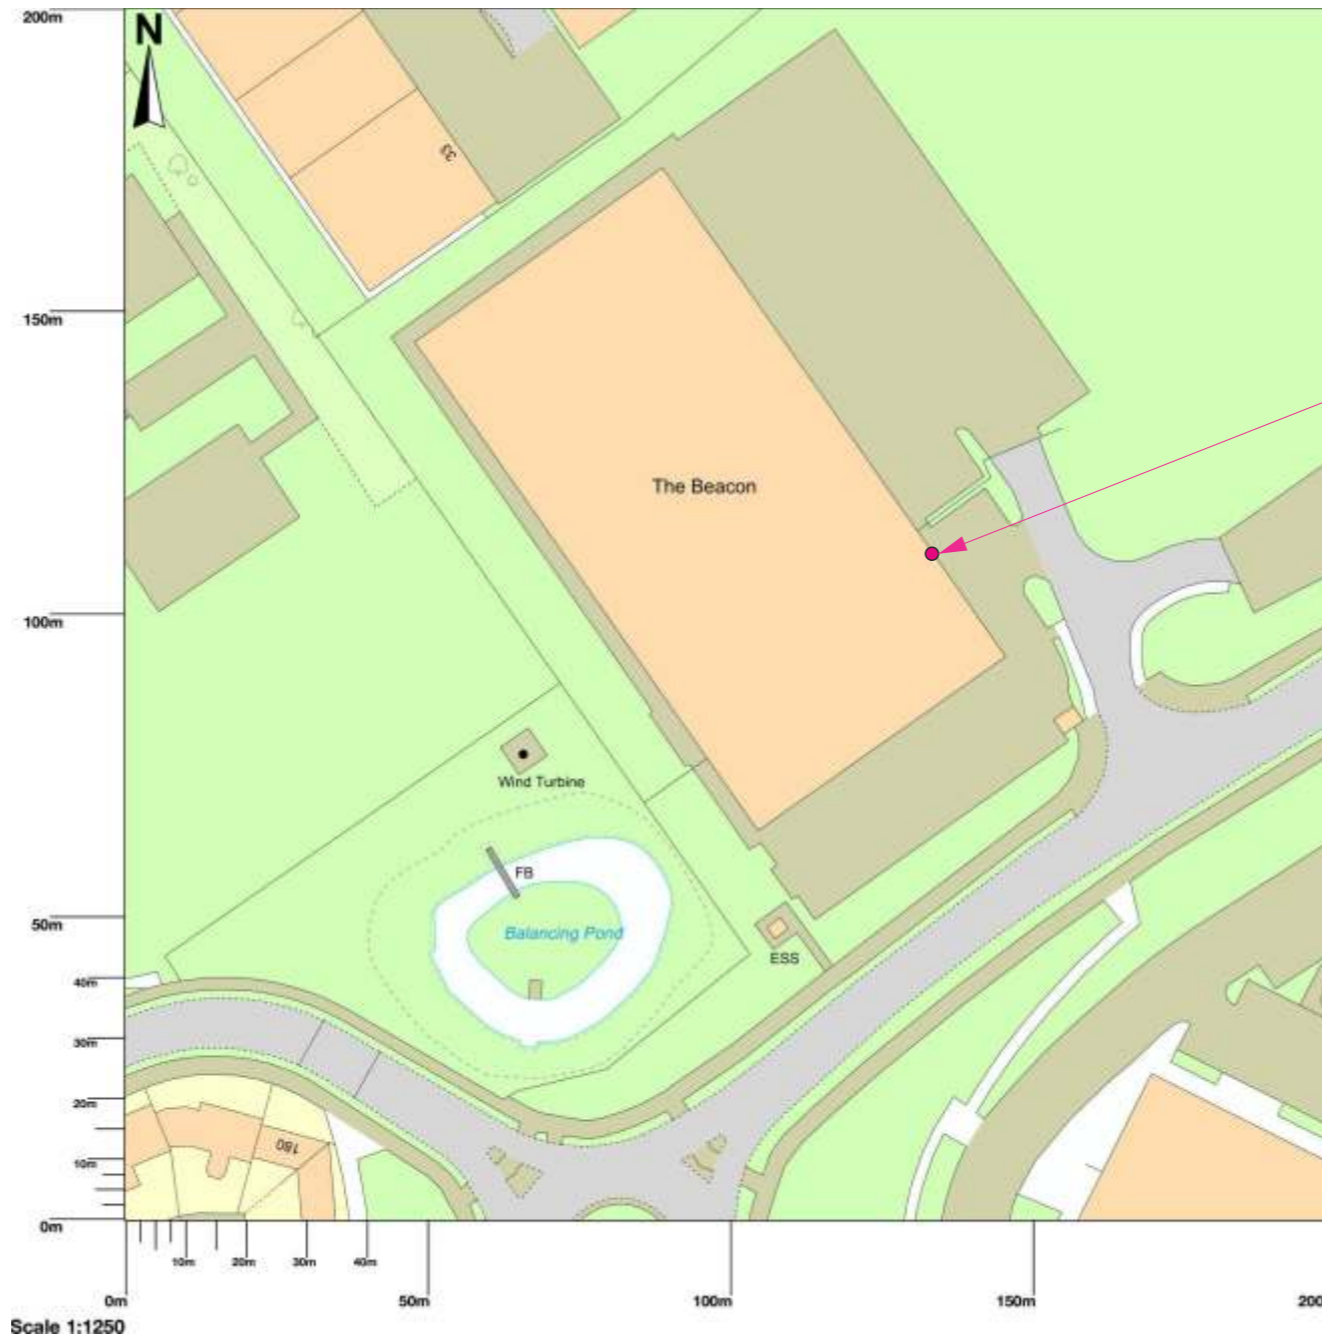 200m
N
33
150m
The Beacon
100m
Wind Turbine
FB
50m
Balancing Pond
ESS
40m
30m
20m
10m
180
0m
10m 20m 30m 40m
0m 50m 100m 150m 200
Scale 1:1250